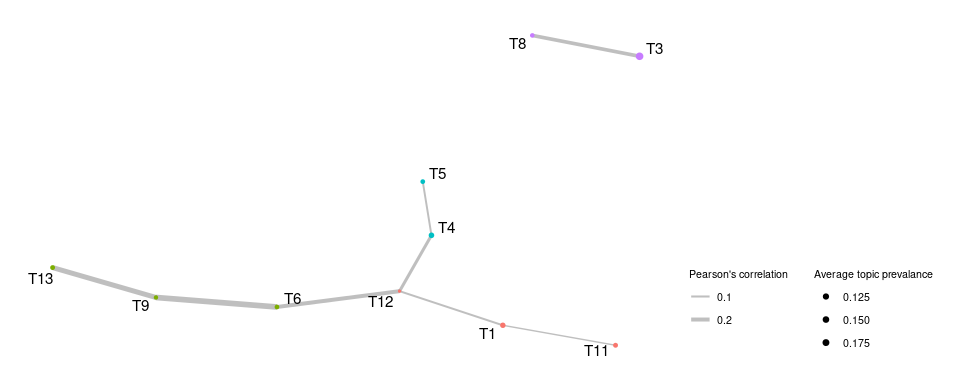 T8
T3
T5
T4
T13
T9
T6
T12
T1
T11
Pearson's correlation
0.1
0.2
Average topic prevalance
0.125
0.150
0.175